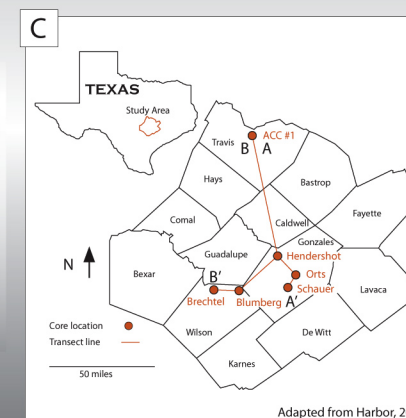 C
TEXAS
Study Area
ACC #1
Travis
B A
Hays
Bastrop
Comal
Caldwell
Fayette
Gonzales
Guadalupe
Hendershot
N
Bexar
B'
Orts
Schauer
Lavaca
Brechtel
Blumberg
A'
Core location
Transect line
Wilson
De Witt
50 miles
Karnes
Adapted from Harbor, 2